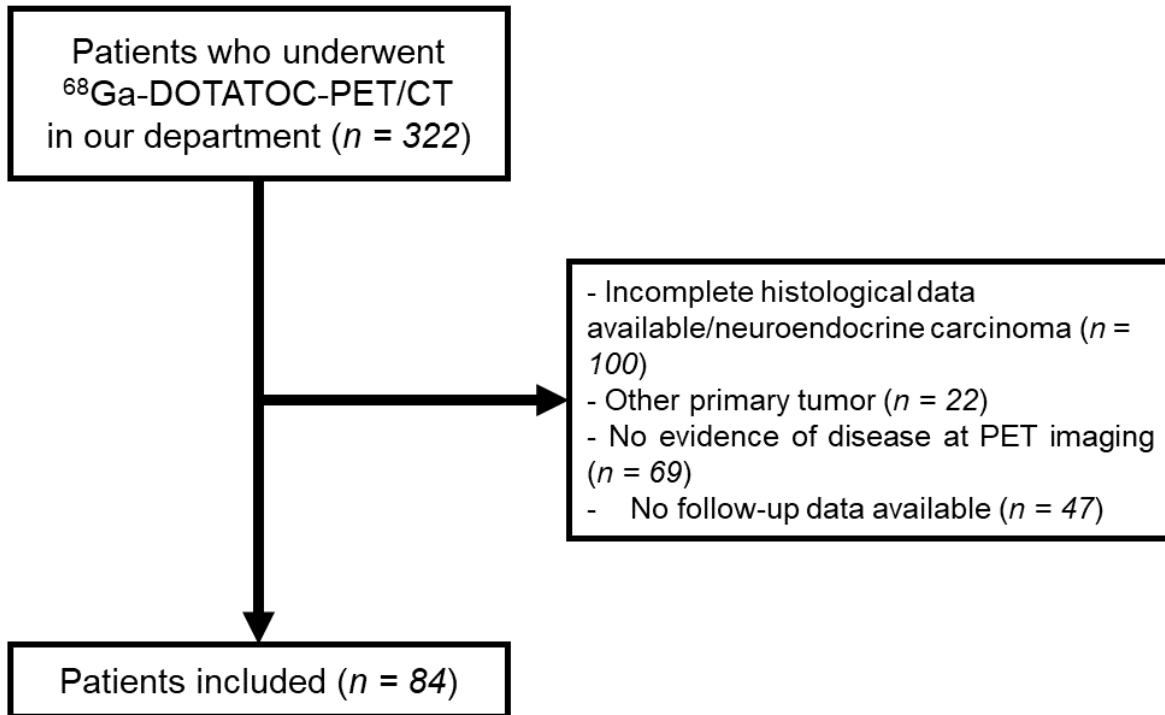 Patients who underwent
⁶⁸Ga-DOTATOC-PET/CT
in our department (n = 322)
- Incomplete histological data
available/neuroendocrine carcinoma (n =
100)
- Other primary tumor (n = 22)
- No evidence of disease at PET imaging
(n = 69)
- No follow-up data available (n = 47)
Patients included (n = 84)